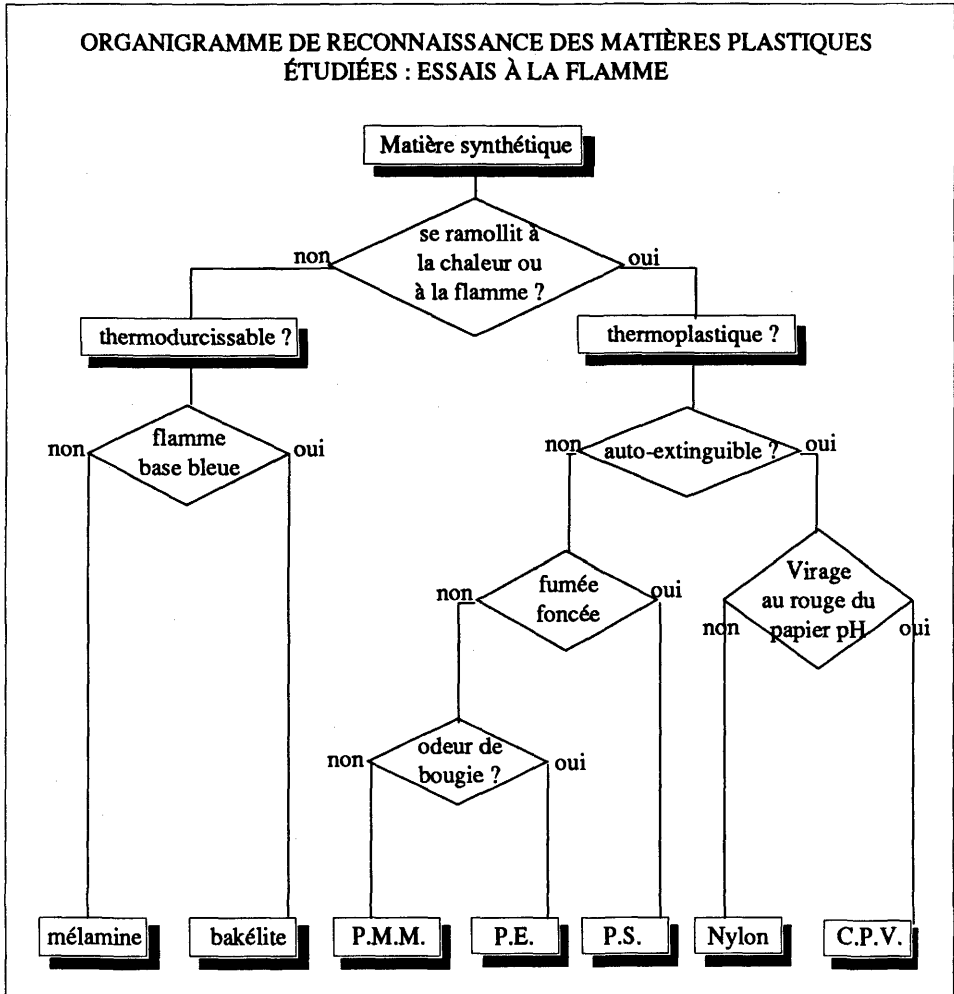 ORGANIGRAMME DE RECONNAISSANCE DES MATIÈRES PLASTIQUES
ÉTUDIÉES : ESSAIS À LA FLAMME
Matière synthétique
se ramollit à
la chaleur ou
à la flamme ?
non
oui
thermodurcissable ?
thermoplastique ?
non
flamme
base bleue
oui
non
auto-extinguible ?
oui
non
fumée
foncée
oui
Virage
au rouge du
papier pH
non
oui
non
odeur de
bougie ?
oui
mélamine
bakélite
P.M.M.
P.E.
P.S.
Nylon
C.P.V.